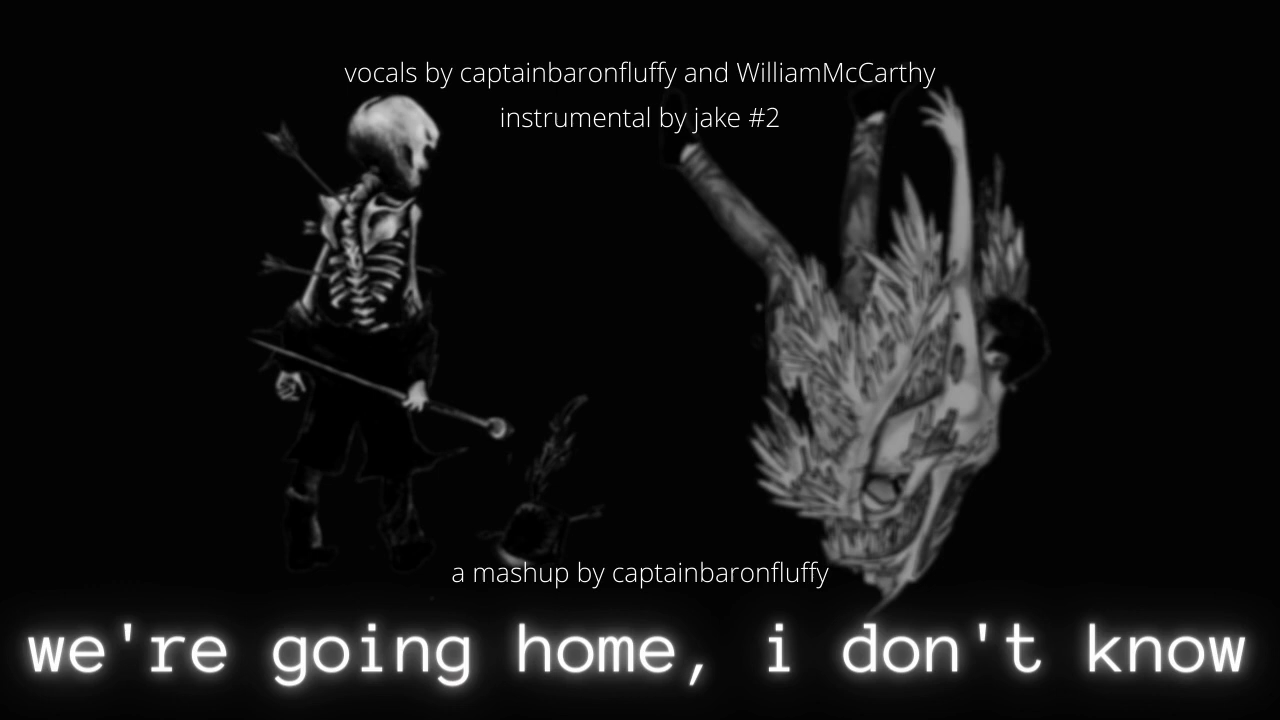 vocals by captainbaronfluffy and WilliamMcCarthy
instrumental by jake #2
a mashup by captainbaronfluffy
we're going home, i don't know